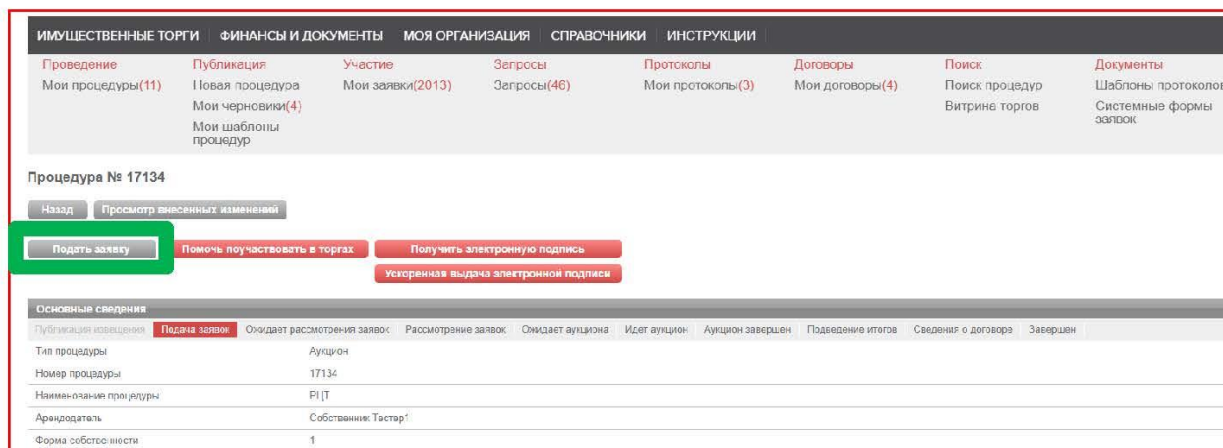 ИМУЩЕСТВЕННЫЕ ТОРГИ ФИНАНСЫ И ДОКУМЕНТЫ МОЯ ОРГАНИЗАЦИЯ СПРАВОЧНИКИ ИНСТРУКЦИИ
Проведение Публикация Участие Запросы Протоколы Договоры Поиск Документы
Мои процедуры(11) Новая процедура Мои заявки(2013) Запросы(46) Мои протоколы(3) Мои договоры(4) Поиск процедур Шаблоны протоколов
Мои черновики(4) Витрина торгов Системные формы
Мои шаблоны заявок
процедур
Процедура № 17134
Назад Просмотр внесенных изменений
Подать заявку Помочь поучаствовать в торгах Получить электронную подпись
Ускоренная выдача электронной подписи
Основные сведения
Публикация извещения Подача заявок Ожидает рассмотрения заявок Рассмотрение заявок Ожидает аукциона Идет аукцион Аукцион завершен Подведение итогов Сведения о договоре Завершен
Тип процедуры Аукцион
Номер процедуры 17134
Наименование процедуры
Арендодатель Собственник Тестер1
Форма собственности 1